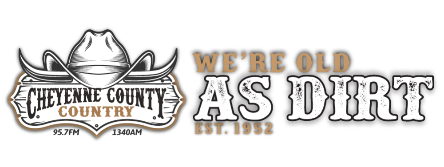 CHEYENNE COUNTY
COUNTRY
95.7FM 1340AM
WE'RE OLD
AS DIRT
EST. 1952